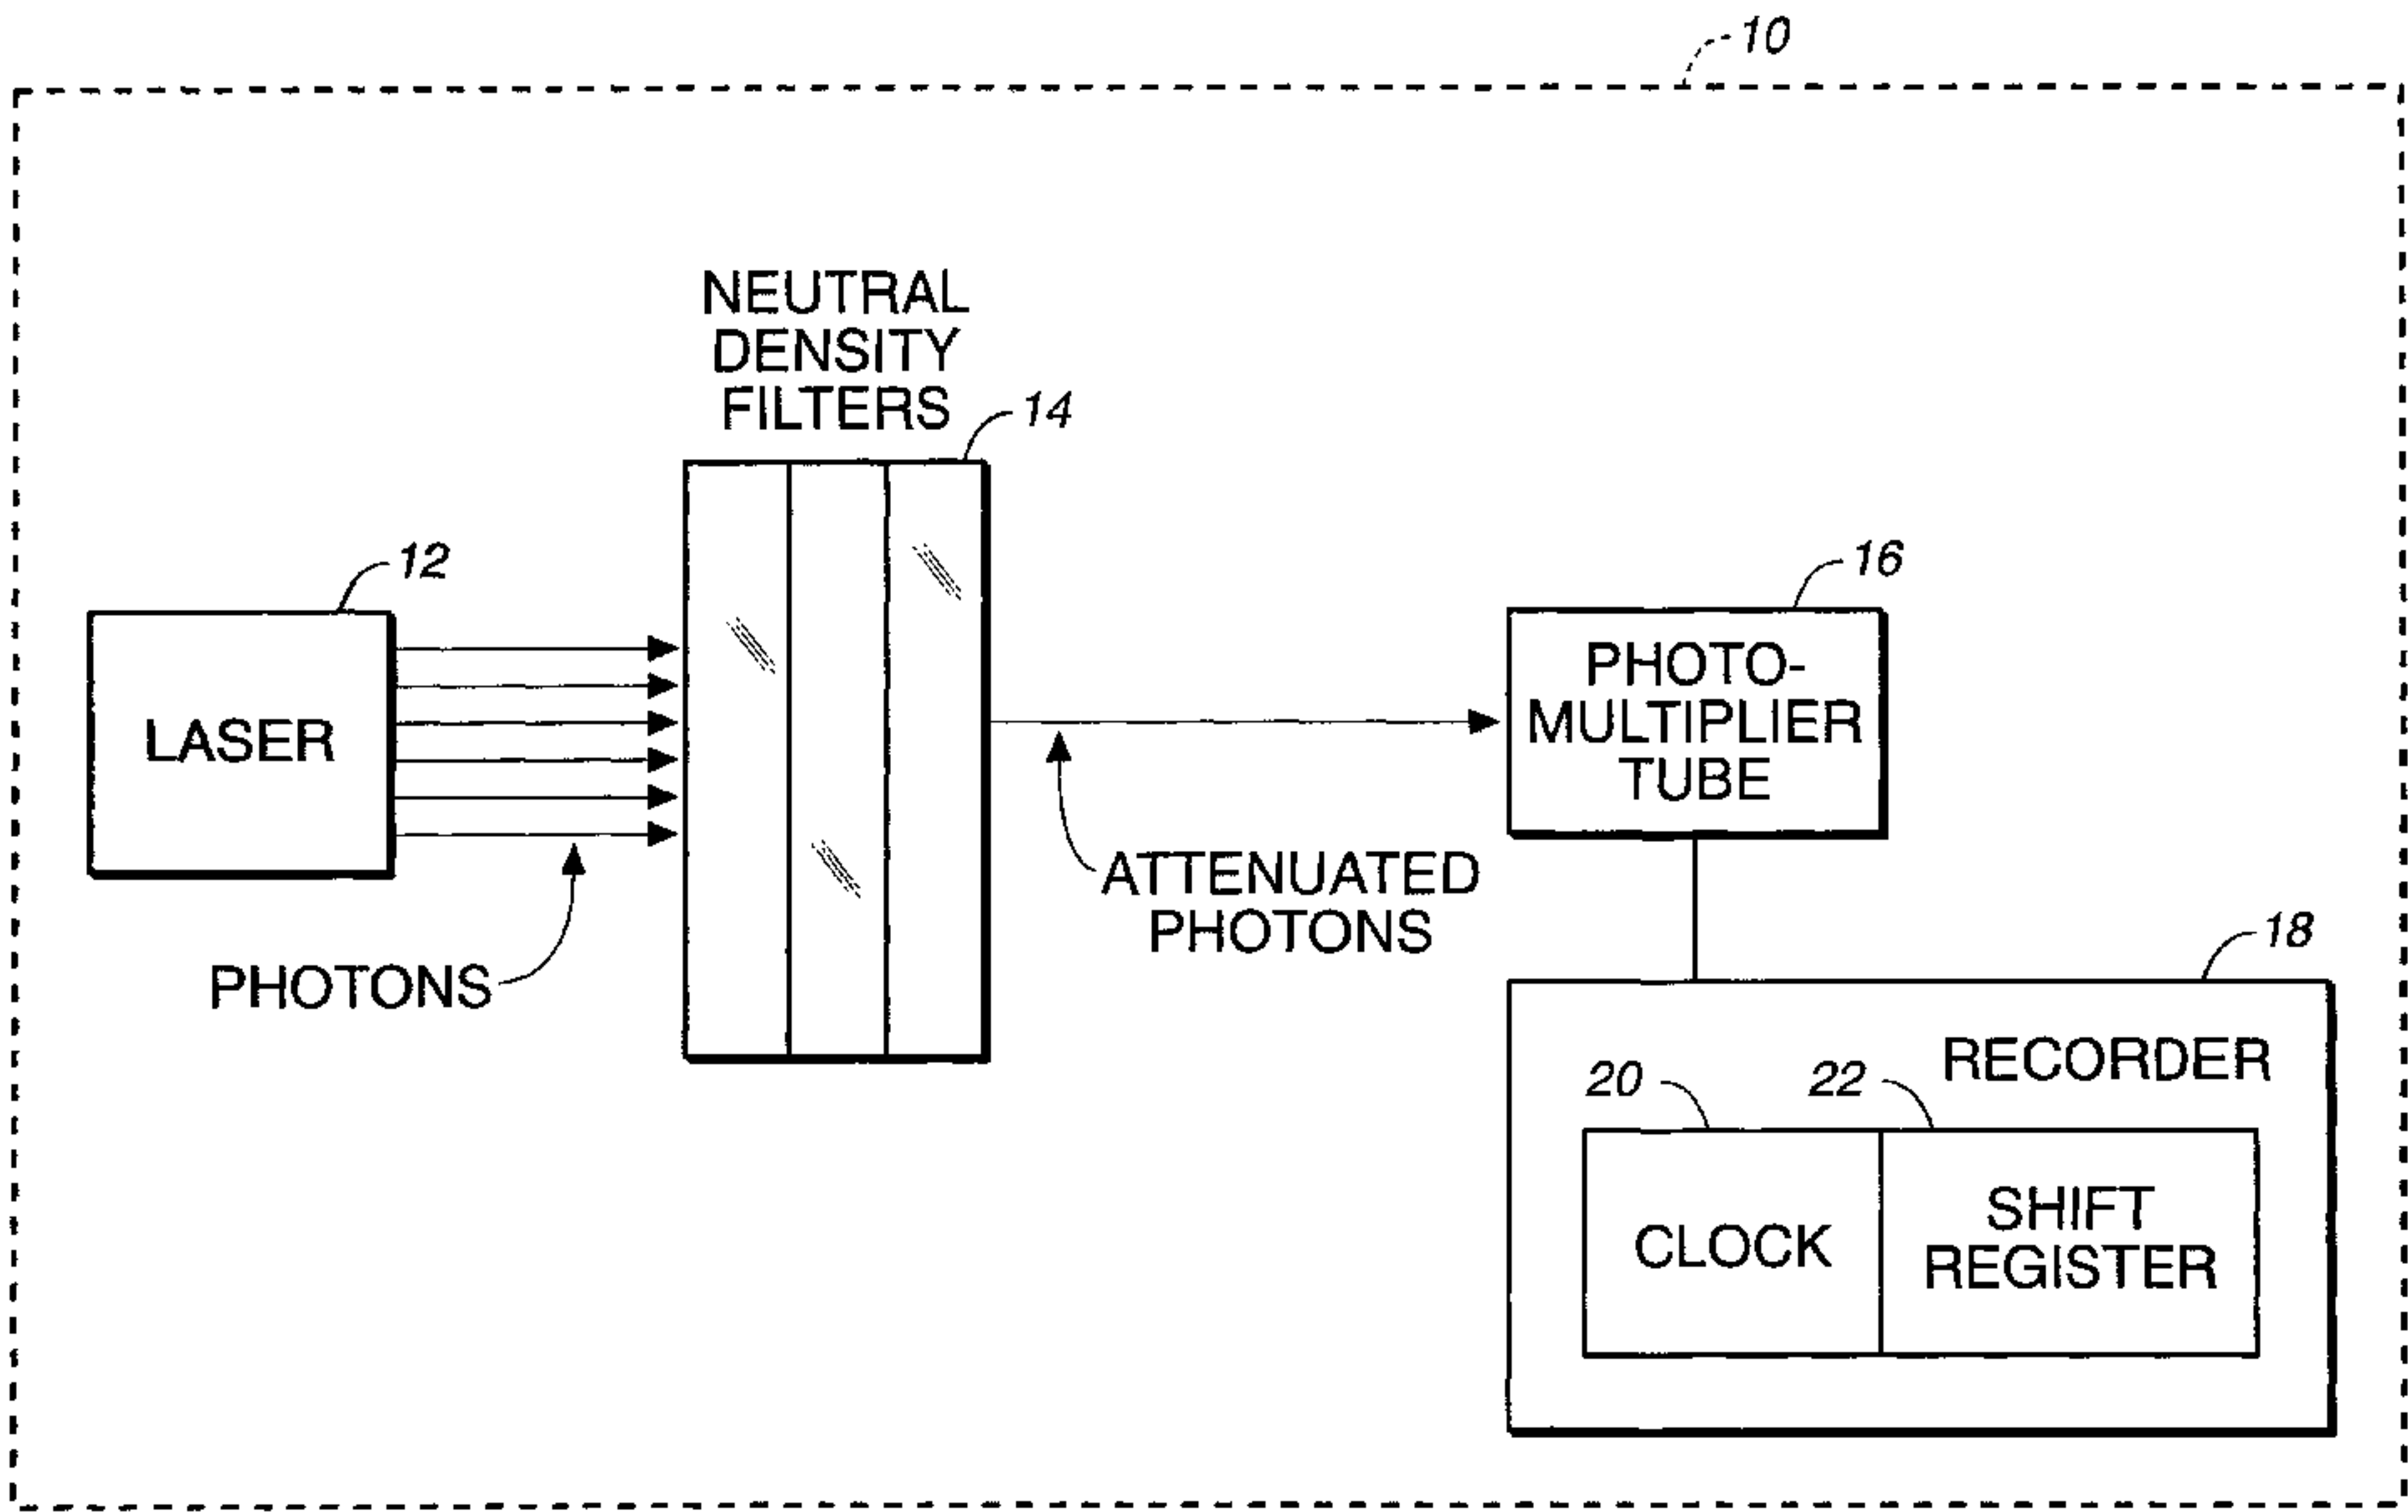 10
NEUTRAL
DENSITY
FILTERS
14
12
LASER
PHOTONS
16
PHOTO-
MULTIPLIER
TUBE
ATTENUATED
PHOTONS
18
RECORDER
20
22
CLOCK
SHIFT
REGISTER